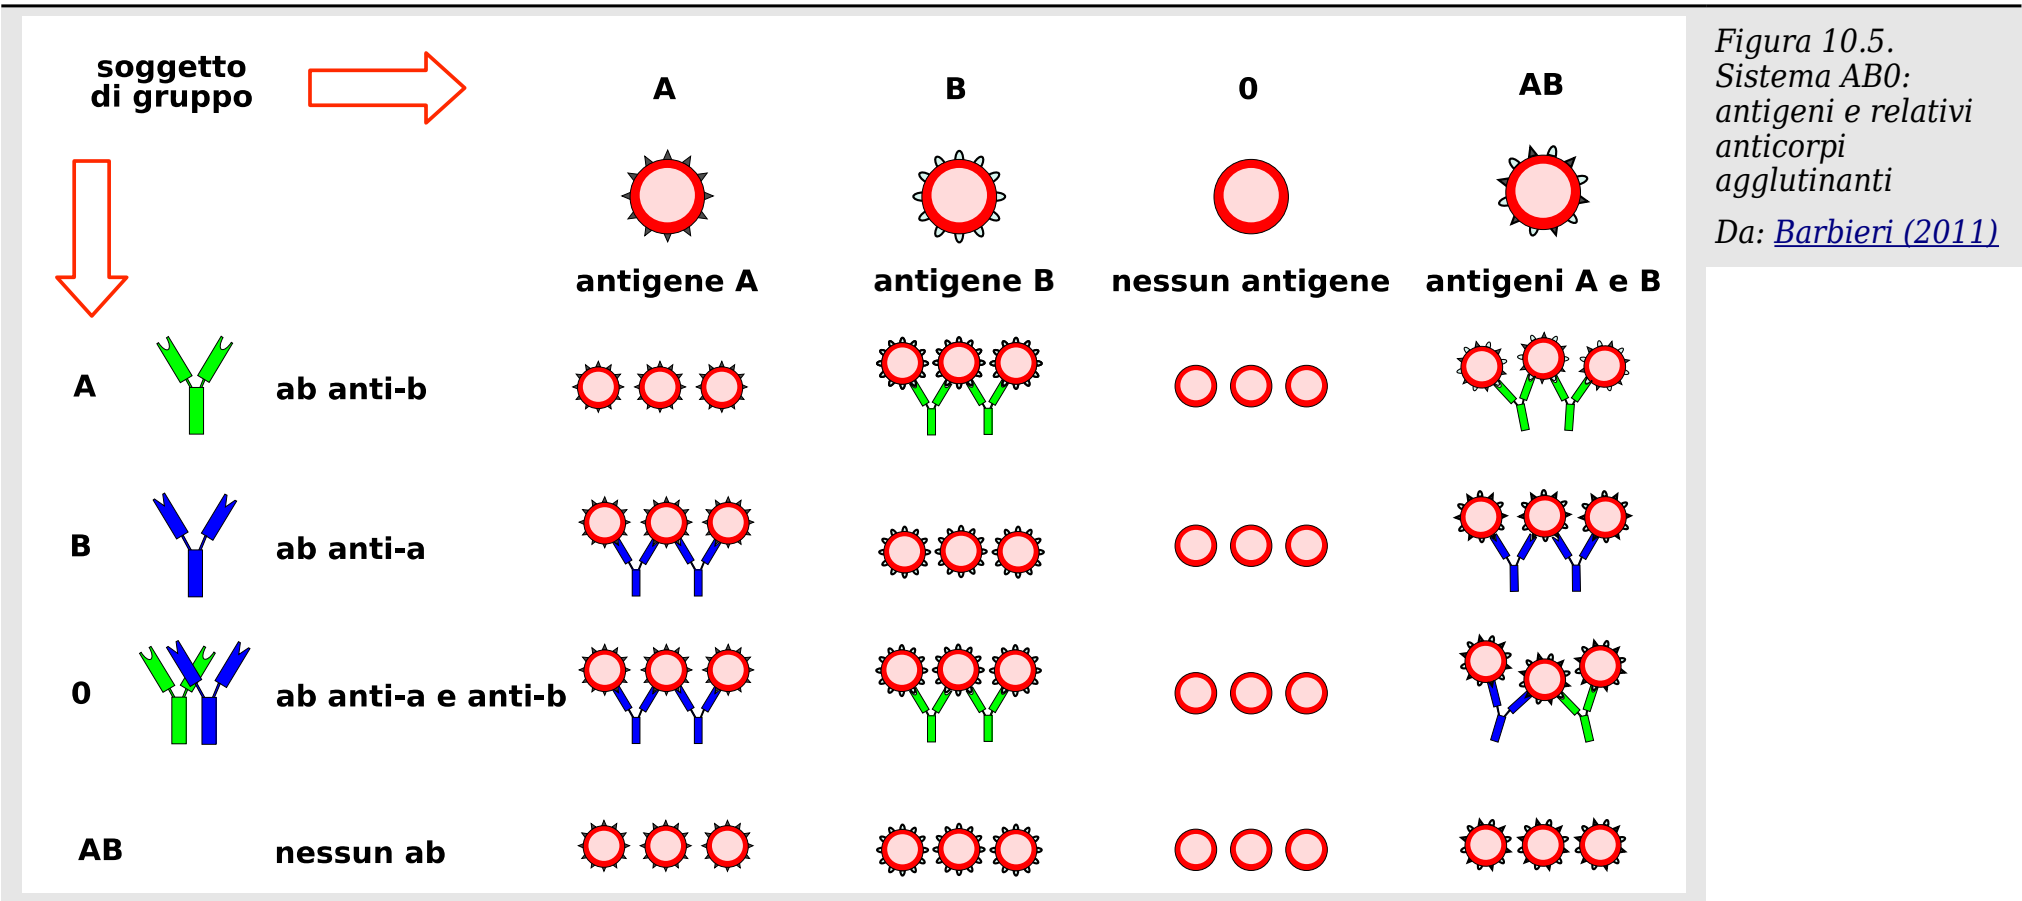 soggetto
di gruppo
A
B
0
AB
antigene A
antigene B
nessun antigene
antigeni A e B
A
ab anti-b
B
ab anti-a
0
ab anti-a e anti-b
AB
nessun ab
Figura 10.5.
Sistema AB0:
antigeni e relativi
anticorpi
agglutinanti
Da: Barbieri (2011)